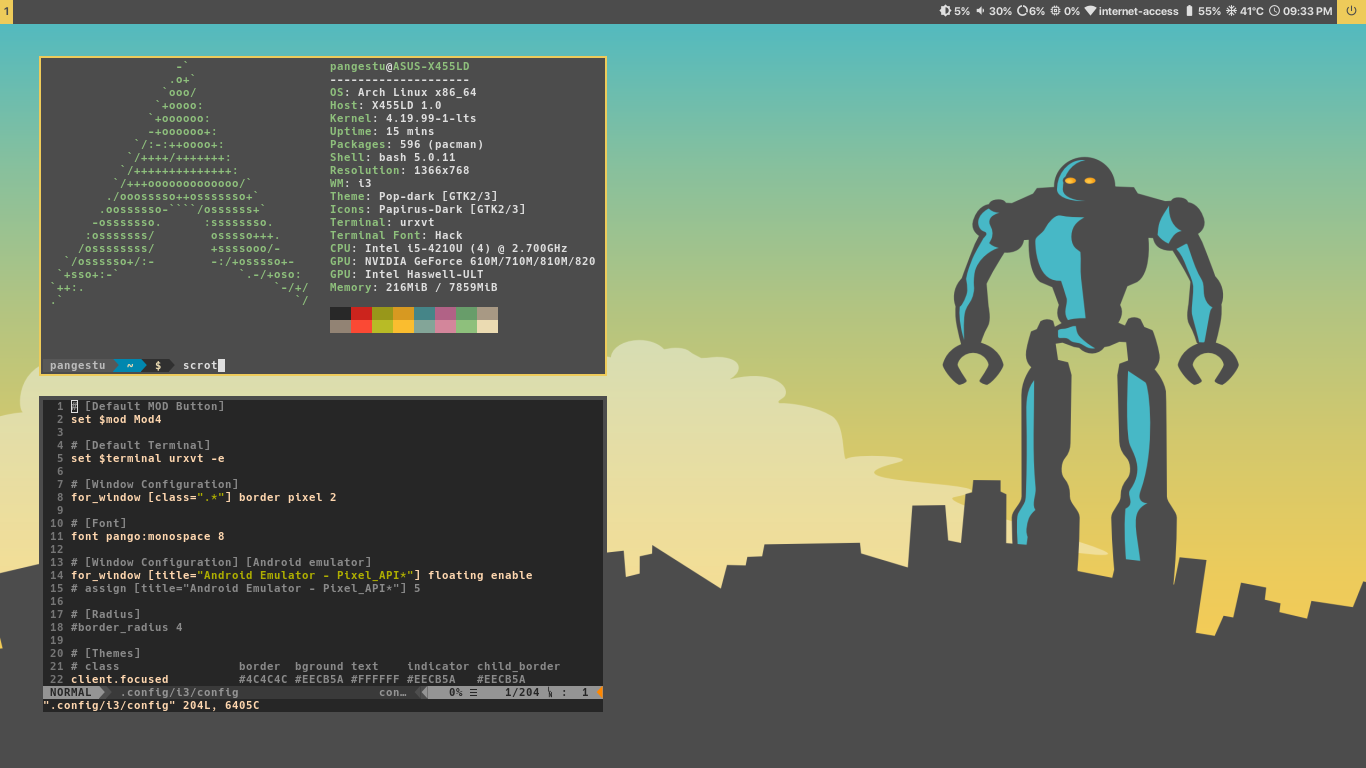 1 5% 30% 6% 0% internet-access 55% 41°C 09:33 PM
pangestu@ASUS-X455LD
--------------------
OS: Arch Linux x86_64
Host: X455LD 1.0
Kernel: 4.19.99-1-lts
Uptime: 15 mins
Packages: 596 (pacman)
Shell: bash 5.0.11
Resolution: 1366x768
WM: i3
Theme: Pop-dark [GTK2/3]
Icons: Papirus-Dark [GTK2/3]
Terminal: urxvt
Terminal Font: Hack
CPU: Intel i5-4210U (4) @ 2.700GHz
GPU: NVIDIA GeForce 610M/710M/810M/820
GPU: Intel Haswell-ULT
Memory: 216MiB / 7859MiB
pangestu ~ $ scrot
1 # [Default MOD Button]
2 set $mod Mod4
3
4 # [Default Terminal]
5 set $terminal urxvt -e
6
7 # [Window Configuration]
8 for_window [class=".*"] border pixel 2
9
10 # [Font]
11 font pango:monospace 8
12
13 # [Window Configuration] [Android emulator]
14 for_window [title="Android Emulator - Pixel_API*"] floating enable
15 # assign [title="Android Emulator - Pixel_API*"] 5
16
17 # [Radius]
18 #border_radius 4
19
20 # [Themes]
21 # class border bground text indicator child_border
22 client.focused #4C4C4C #EECB5A #FFFFFF #EECB5A #EECB5A
NORMAL .config/i3/config con… 0% ☰ 1/204 : 1
".config/i3/config" 204L, 6405C